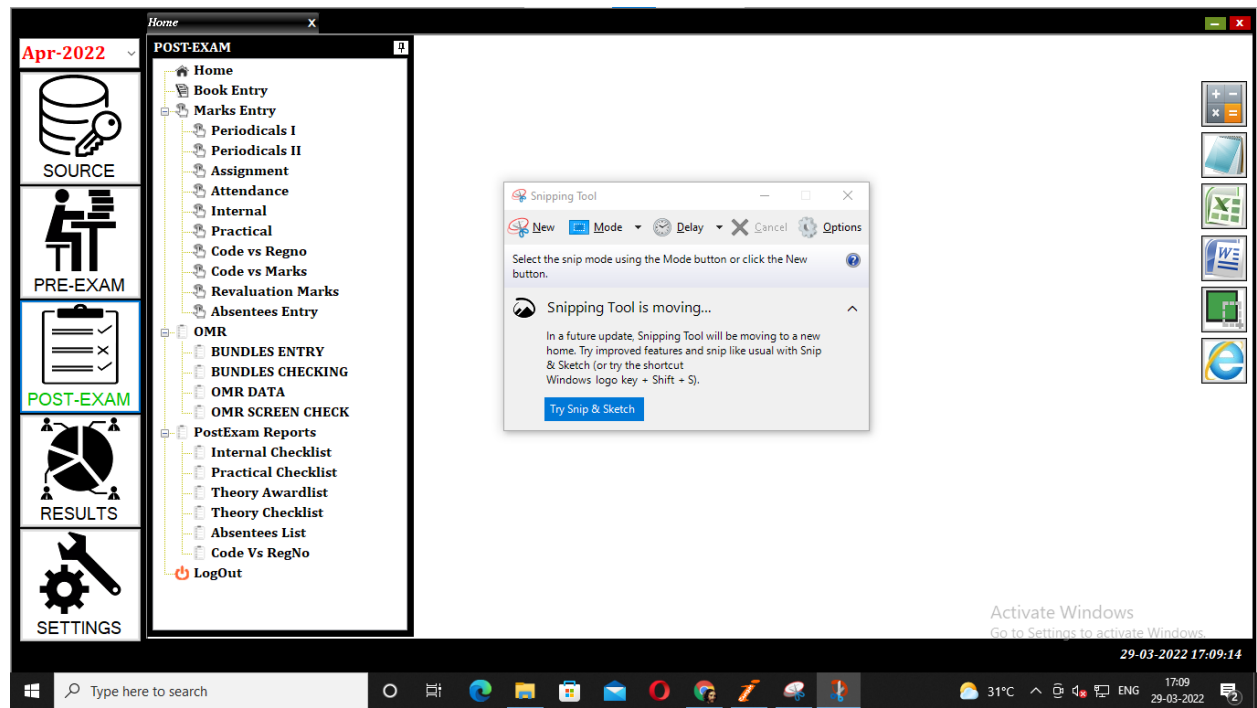 Home x
Apr-2022
SOURCE
PRE-EXAM
POST-EXAM
RESULTS
SETTINGS
POST-EXAM
Home
Book Entry
Marks Entry
Periodicals I
Periodicals II
Assignment
Attendance
Internal
Practical
Code vs Regno
Code vs Marks
Revaluation Marks
Absentees Entry
OMR
BUNDLES ENTRY
BUNDLES CHECKING
OMR DATA
OMR SCREEN CHECK
PostExam Reports
Internal Checklist
Practical Checklist
Theory Awardlist
Theory Checklist
Absentees List
Code Vs RegNo
LogOut
Snipping Tool
New Mode Delay Cancel Options
Select the snip mode using the Mode button or click the New
button.
Snipping Tool is moving...
In a future update, Snipping Tool will be moving to a new
home. Try improved features and snip like usual with Snip
& Sketch (or try the shortcut
Windows logo key + Shift + S).
Try Snip & Sketch
Activate Windows
Go to Settings to activate Windows.
29-03-2022 17:09:14
Type here to search
31°C ENG
17:09
29-03-2022
2